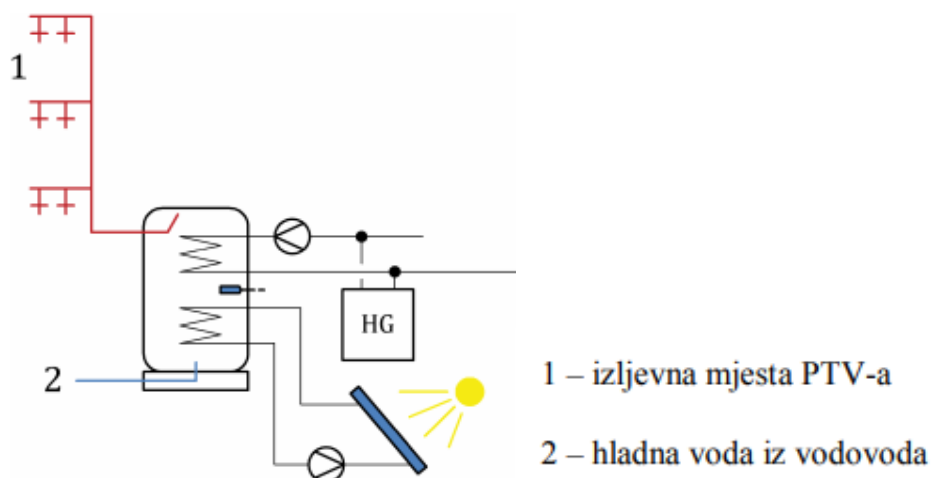 1
HG
2
1 – izljevna mjesta PTV-a
2 – hladna voda iz vodovoda